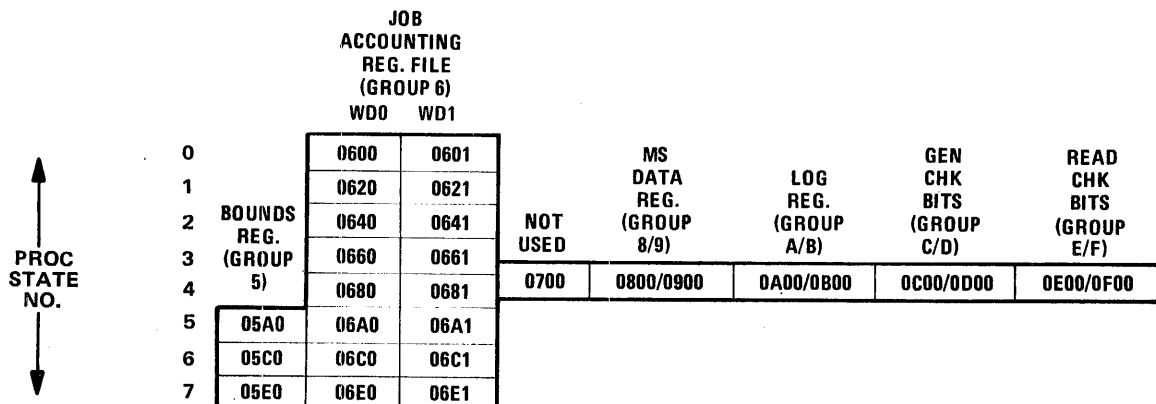 JOB
ACCOUNTING
REG. FILE
(GROUP 6)
WD0 WD1
PROC
STATE
NO.
0 0600 0601
1 0620 0621
2 0640 0641
3 0660 0661
4 0680 0681
5 05A0 06A0 06A1
6 05C0 06C0 06C1
7 05E0 06E0 06E1
BOUNDS
REG.
(GROUP
5)
NOT
USED
0700
MS
DATA
REG.
(GROUP
8/9)
0800/0900
LOG
REG.
(GROUP
A/B)
0A00/0B00
GEN
CHK
BITS
(GROUP
C/D)
0C00/0D00
READ
CHK
BITS
(GROUP
E/F)
0E00/0F00